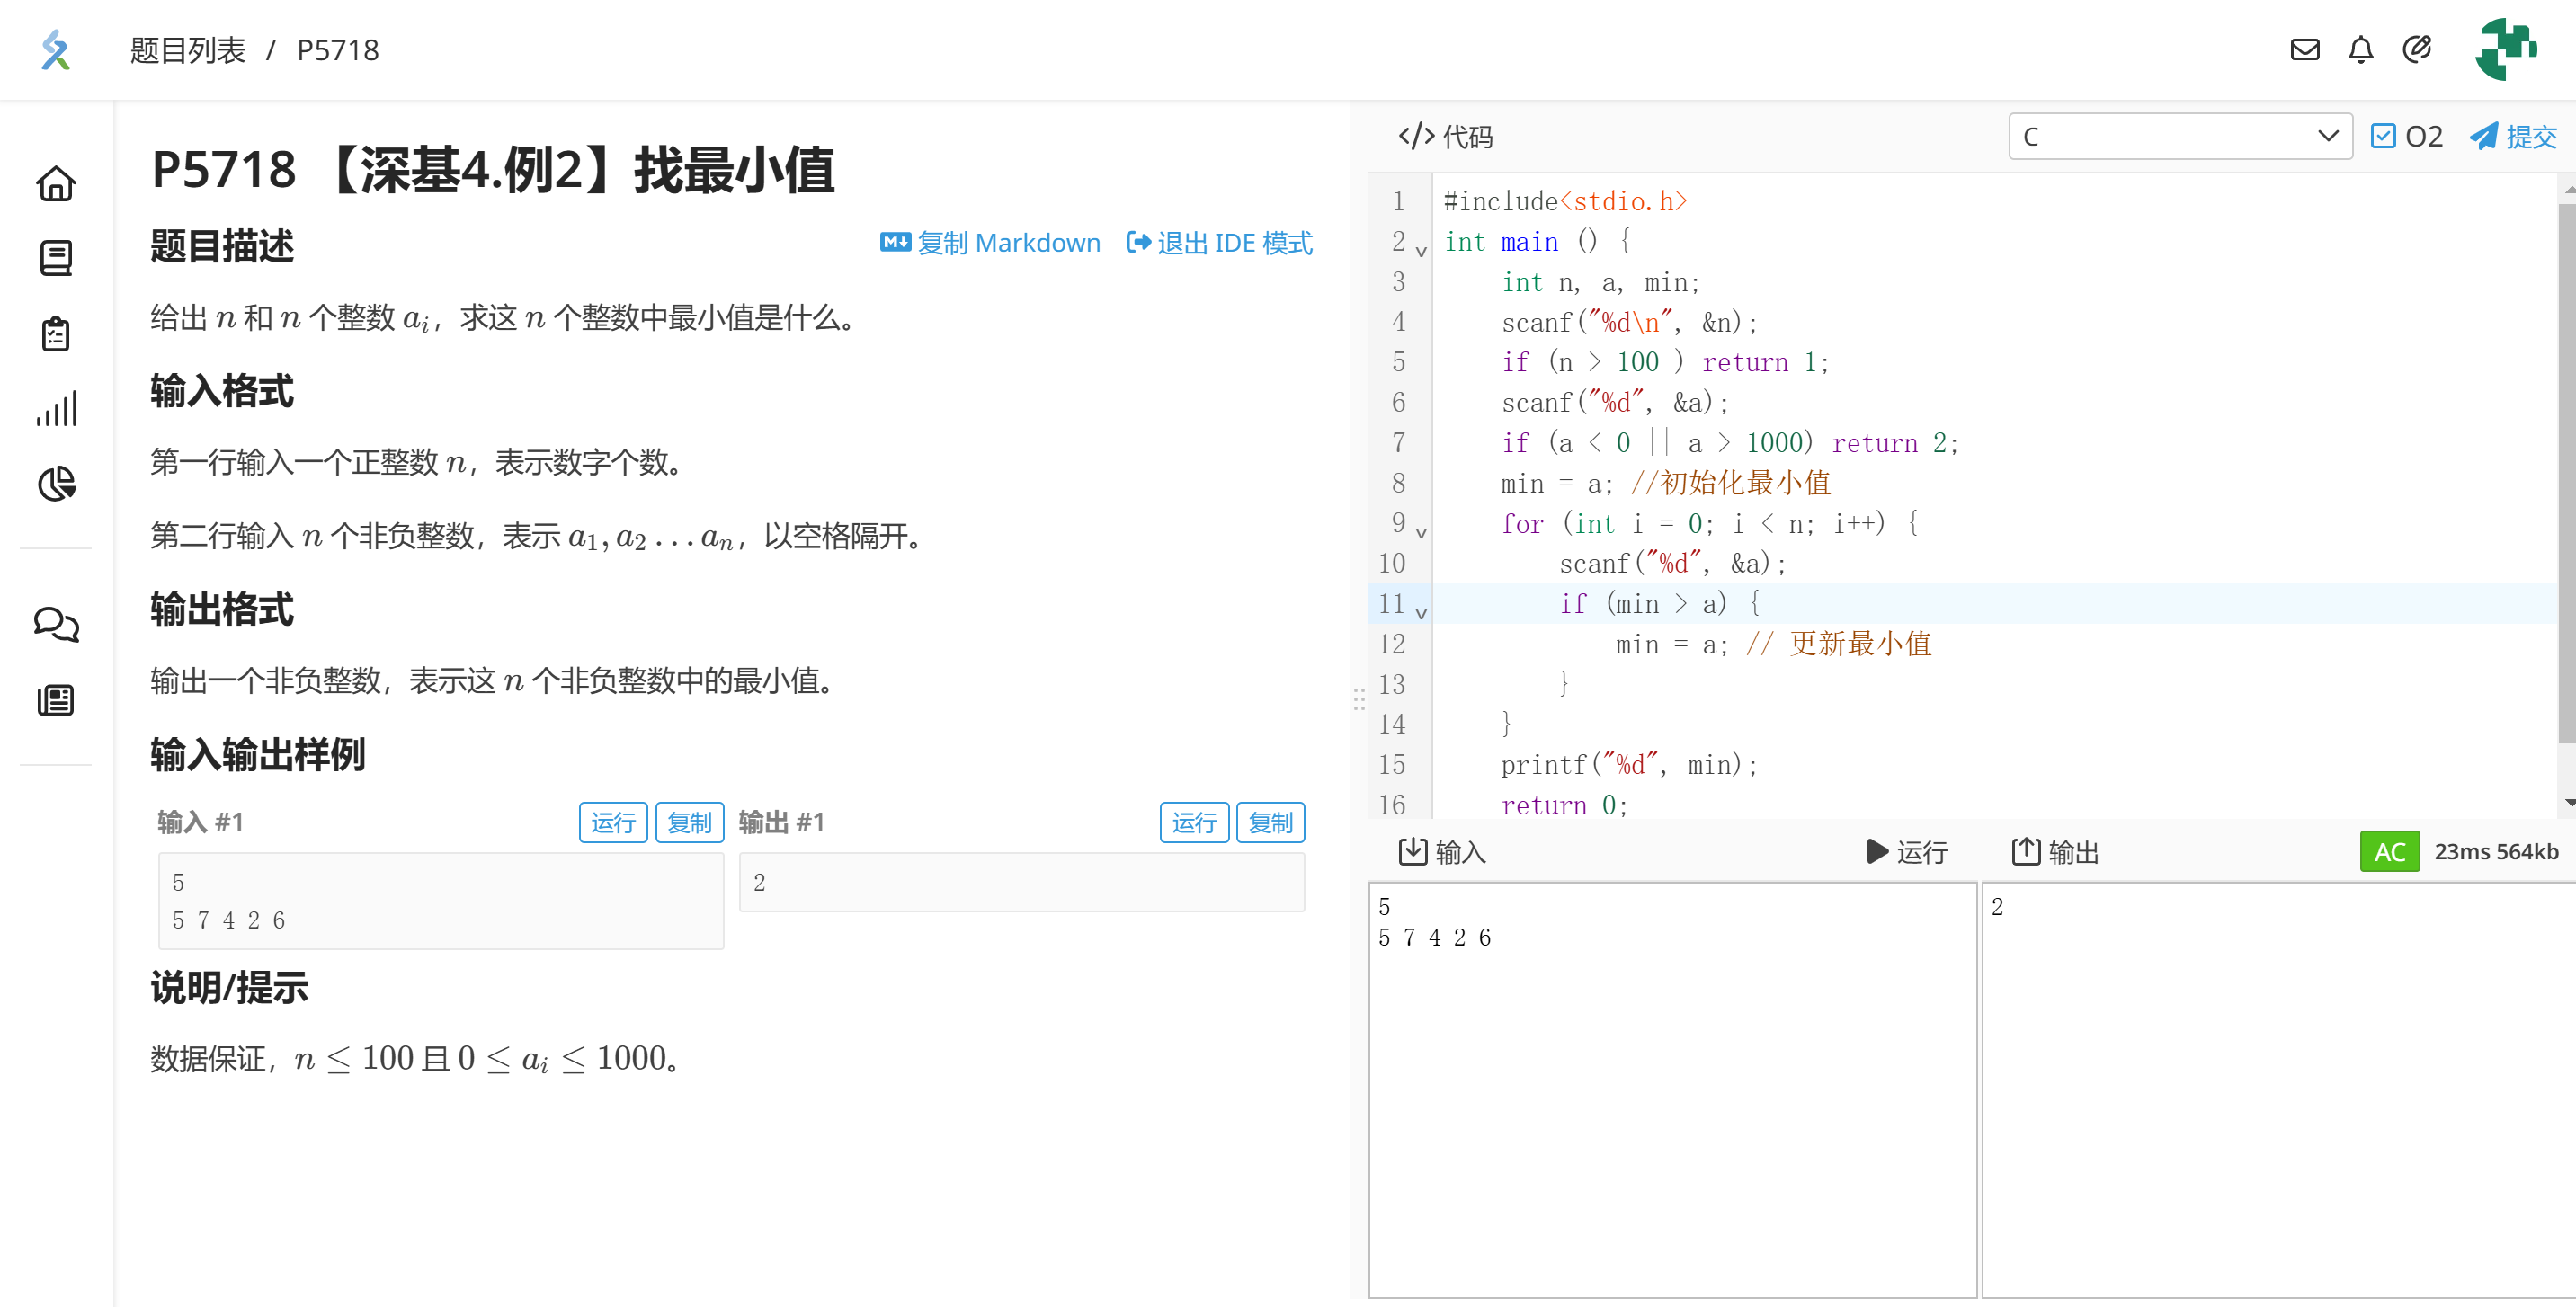 题目列表 / P5718
P5718 【深基4.例2】找最小值
题目描述
复制 Markdown 退出 IDE 模式
给出 n 和 n 个整数 aᵢ，求这 n 个整数中最小值是什么。
输入格式
第一行输入一个正整数 n，表示数字个数。
第二行输入 n 个非负整数，表示 a₁, a₂ … aₙ，以空格隔开。
输出格式
输出一个非负整数，表示这 n 个非负整数中的最小值。
输入输出样例
输入 #1 运行 复制
5
5 7 4 2 6
输出 #1 运行 复制
2
说明/提示
数据保证，n ≤ 100 且 0 ≤ aᵢ ≤ 1000。
</> 代码 C O2 提交
1 #include<stdio.h>
2 int main () {
3     int n, a, min;
4     scanf("%d\n", &n);
5     if (n > 100 ) return 1;
6     scanf("%d", &a);
7     if (a < 0 || a > 1000) return 2;
8     min = a; //初始化最小值
9     for (int i = 0; i < n; i++) {
10         scanf("%d", &a);
11         if (min > a) {
12             min = a; // 更新最小值
13         }
14     }
15     printf("%d", min);
16     return 0;
输入 运行
5
5 7 4 2 6
输出 AC 23ms 564kb
2